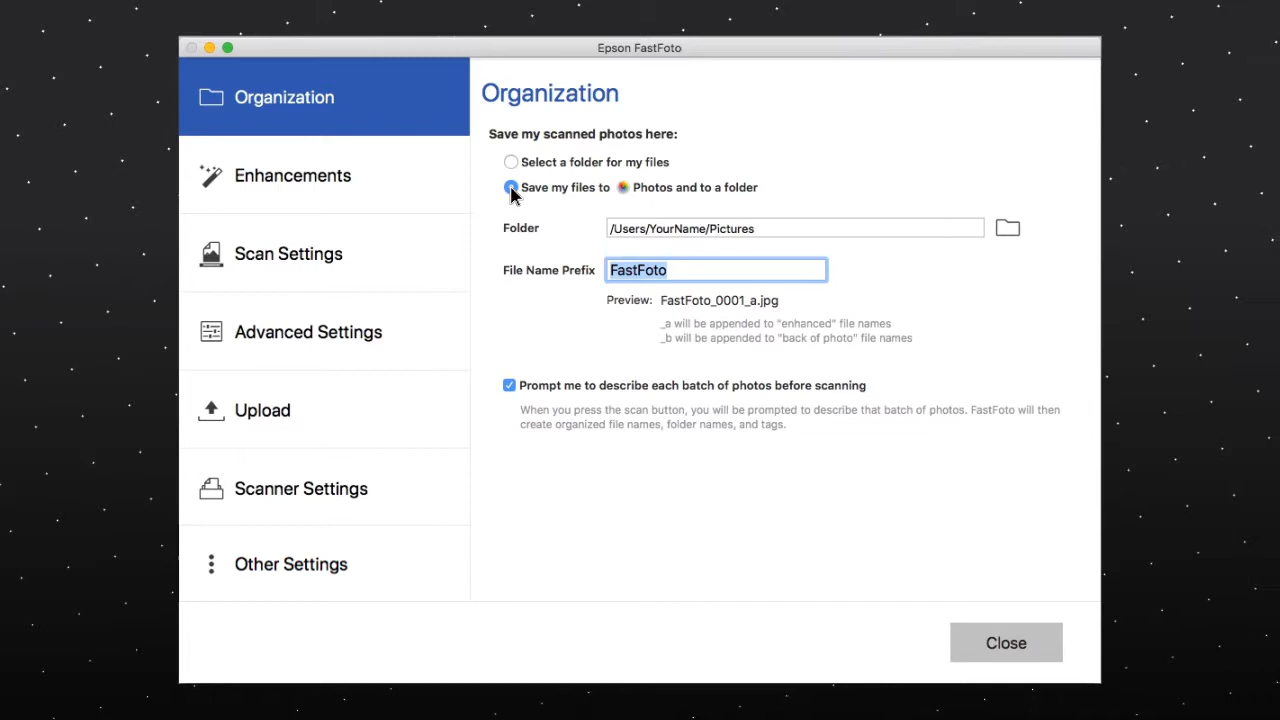 Epson FastFoto
Organization
Enhancements
Scan Settings
Advanced Settings
Upload
Scanner Settings
Other Settings
Organization
Save my scanned photos here:
Select a folder for my files
Save my files to Photos and to a folder
Folder /Users/YourName/Pictures
File Name Prefix FastFoto
Preview: FastFoto_0001_a.jpg
_a will be appended to "enhanced" file names
_b will be appended to "back of photo" file names
Prompt me to describe each batch of photos before scanning
When you press the scan button, you will be prompted to describe that batch of photos. FastFoto will then
create organized file names, folder names, and tags.
Close